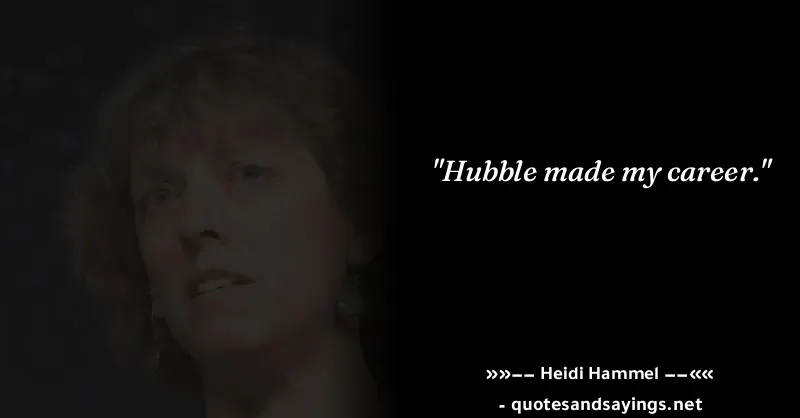 "Hubble made my career."
»»−− Heidi Hammel −−««
- quotesandsayings.net